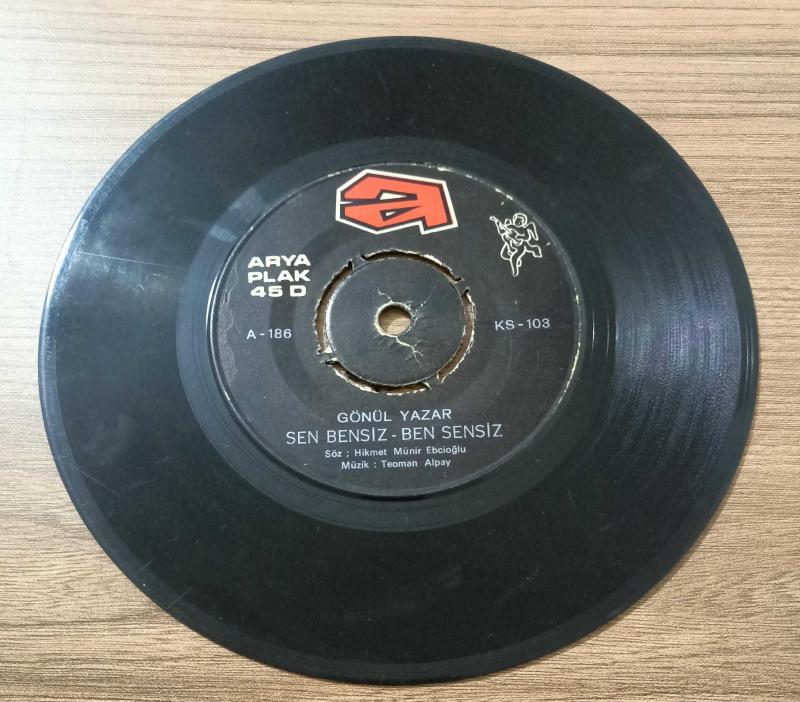 a
ARYA
PLAK
45 D
A-186
KS-103
GÖNÜL YAZAR
SEN BENSİZ - BEN SENSİZ
Söz : Hikmet Münir Ebcioğlu
Müzik : Teoman Alpay